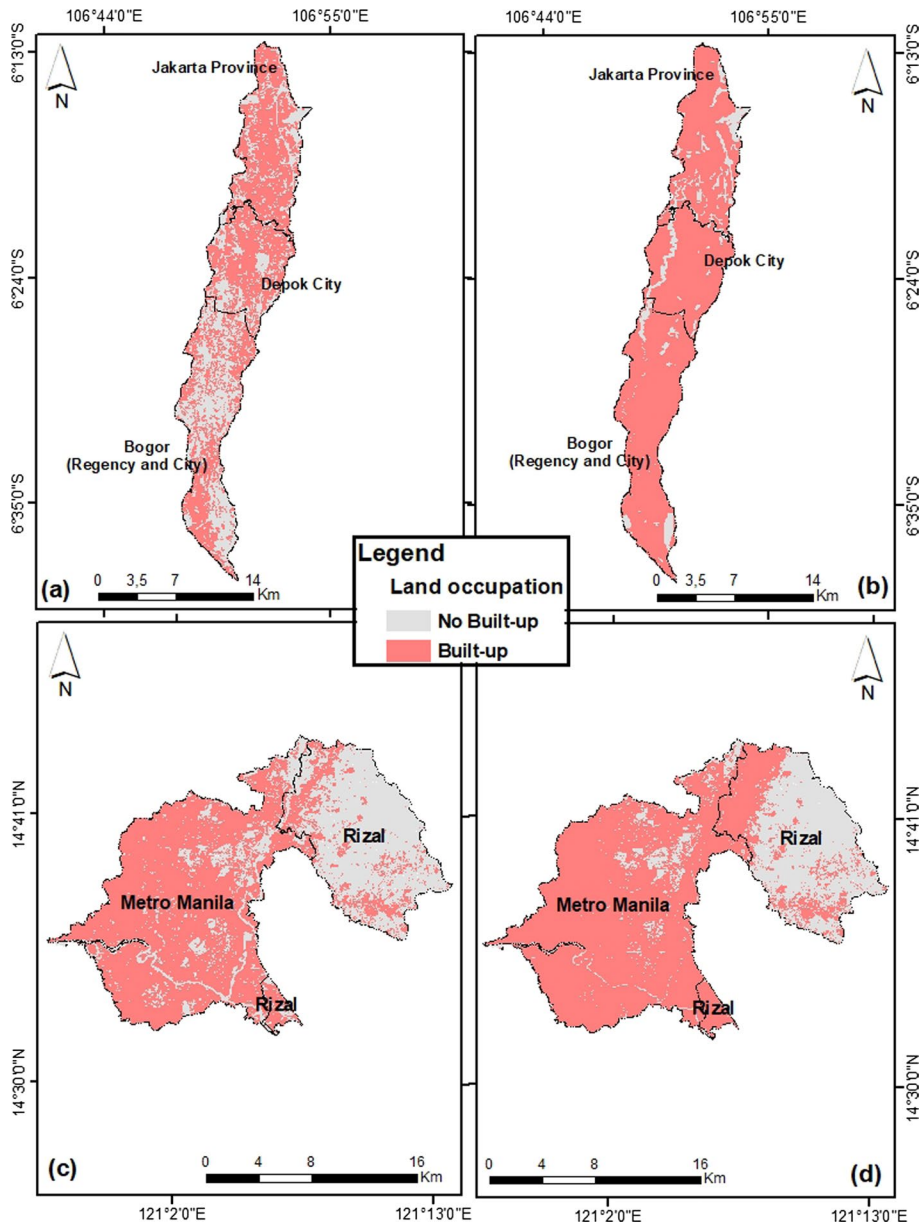 106°44'0"E
106°55'0"E
106°44'0"E
106°55'0"E
6°13'0"S
6°24'0"S
6°35'0"S
N
Jakarta Province
Depok City
Bogor
(Regency and City)
(a)
0 3,5 7 14
Km
N
Jakarta Province
Depok City
Bogor
(Regency and City)
0 3,5 7 14
Km
(b)
6°13'0"S
6°24'0"S
6°35'0"S
Legend
Land occupation
No Built-up
Built-up
14°41'0"N
14°30'0"N
N
Rizal
Metro Manila
Rizal
(c)
0 4 8 16
Km
N
Rizal
Metro Manila
Rizal
0 4 8 16
Km
(d)
14°41'0"N
14°30'0"N
121°2'0"E
121°13'0"E
121°2'0"E
121°13'0"E